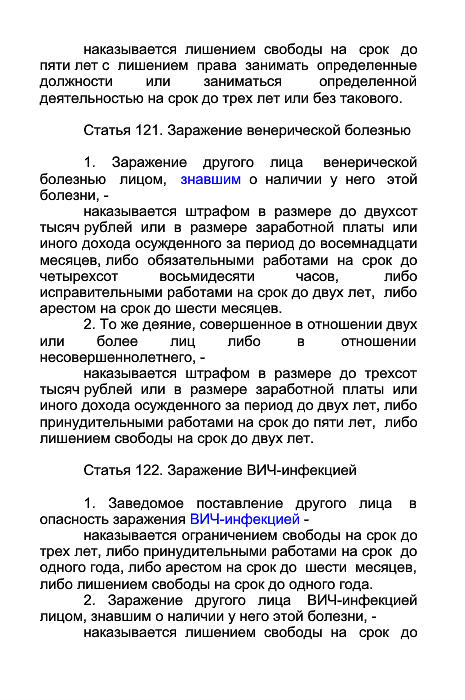 наказывается лишением свободы на срок до
пяти лет с лишением права занимать определенные
должности или заниматься определенной
деятельностью на срок до трех лет или без такового.
Статья 121. Заражение венерической болезнью
1. Заражение другого лица венерической
болезнью лицом, знавшим о наличии у него этой
болезни, -
наказывается штрафом в размере до двухсот
тысяч рублей или в размере заработной платы или
иного дохода осужденного за период до восемнадцати
месяцев, либо обязательными работами на срок до
четырехсот восьмидесяти часов, либо
исправительными работами на срок до двух лет, либо
арестом на срок до шести месяцев.
2. То же деяние, совершенное в отношении двух
или более лиц либо в отношении
несовершеннолетнего, -
наказывается штрафом в размере до трехсот
тысяч рублей или в размере заработной платы или
иного дохода осужденного за период до двух лет, либо
принудительными работами на срок до пяти лет, либо
лишением свободы на срок до двух лет.
Статья 122. Заражение ВИЧ-инфекцией
1. Заведомое поставление другого лица в
опасность заражения ВИЧ-инфекцией -
наказывается ограничением свободы на срок до
трех лет, либо принудительными работами на срок до
одного года, либо арестом на срок до шести месяцев,
либо лишением свободы на срок до одного года.
2. Заражение другого лица ВИЧ-инфекцией
лицом, знавшим о наличии у него этой болезни, -
наказывается лишением свободы на срок до